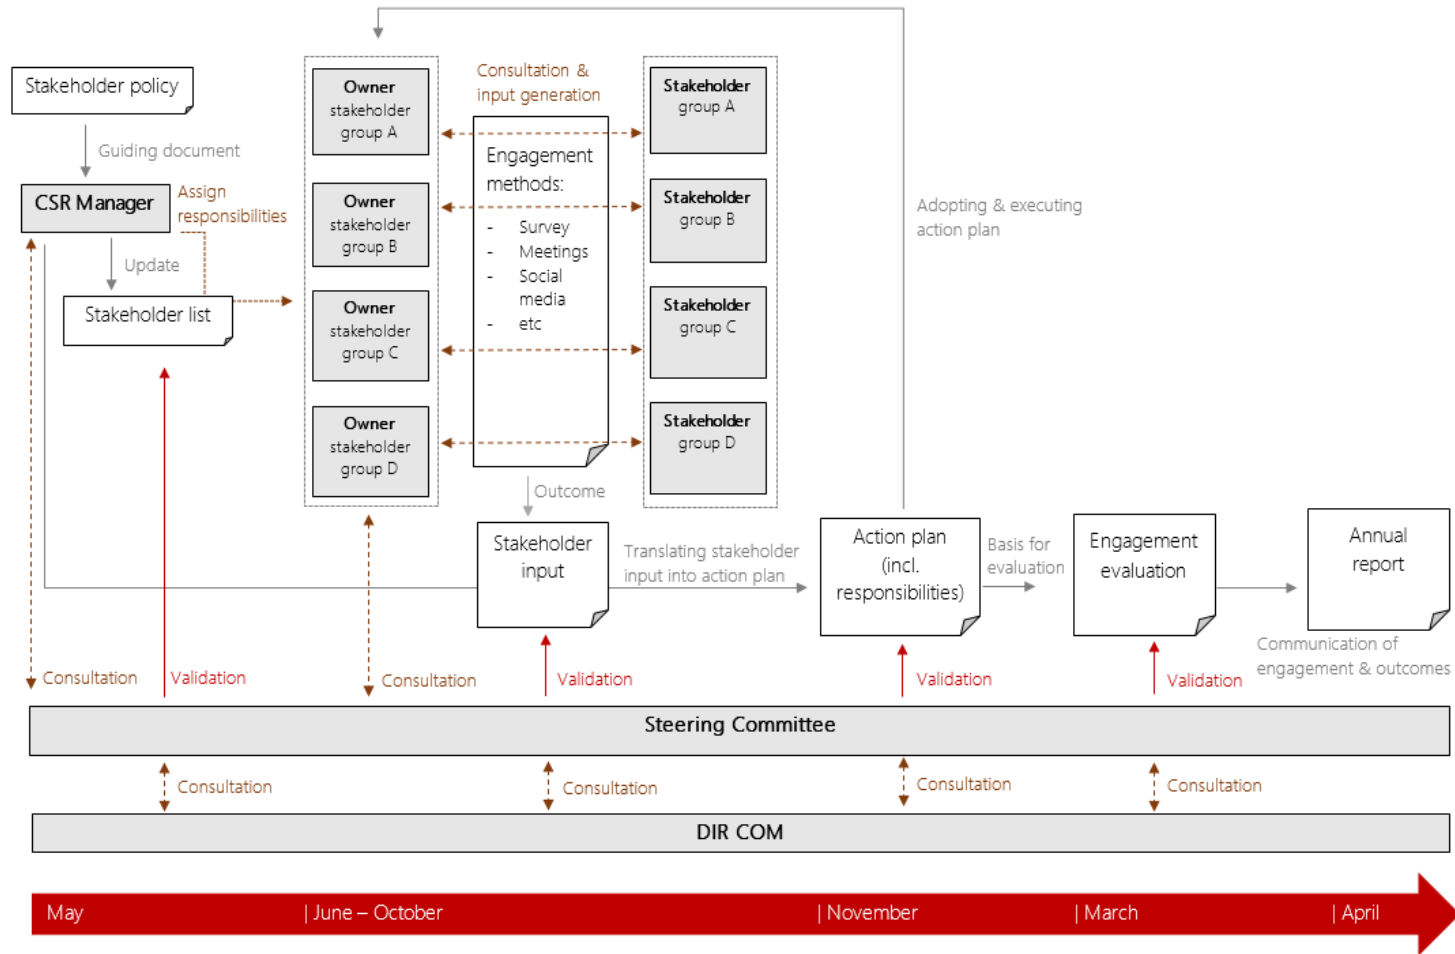 Stakeholder policy
Guiding document
CSR Manager
Assign
responsibilities
Update
Stakeholder list
Owner
stakeholder
group A
Owner
stakeholder
group B
Owner
stakeholder
group C
Owner
stakeholder
group D
Consultation &
input generation
Engagement
methods:
- Survey
- Meetings
- Social
media
- etc
Stakeholder
group A
Stakeholder
group B
Stakeholder
group C
Stakeholder
group D
Adopting & executing
action plan
Outcome
Stakeholder
input
Translating stakeholder
input into action plan
Action plan
(incl.
responsibilities)
Basis for
evaluation
Engagement
evaluation
Annual
report
Communication of
engagement & outcomes
Consultation
Validation
Consultation
Validation
Validation
Validation
Steering Committee
Consultation
Consultation
Consultation
Consultation
DIR COM
May
| June – October
| November
| March
| April